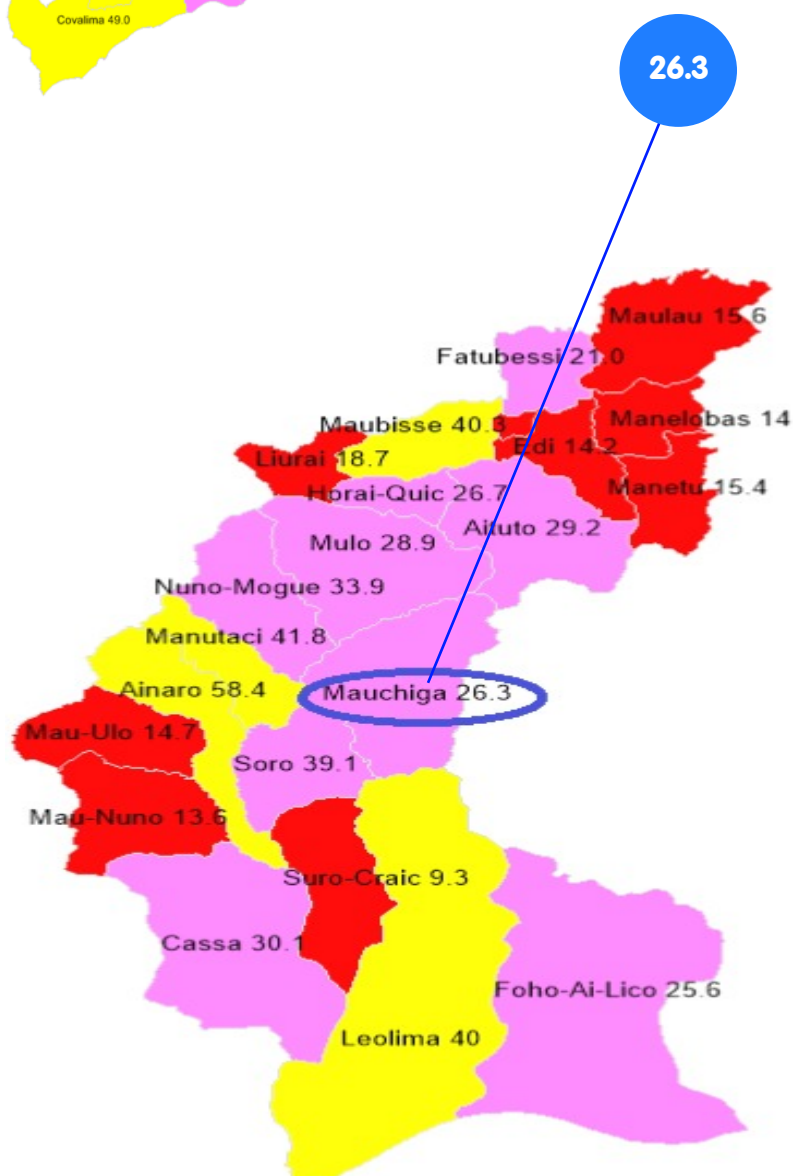 Covalima 49.0
26.3
Maulau 15.6
Fatubessi 21.0
Manelobas 14
Maubisse 40.3
Edi 14.2
Liurai 18.7
Manetu 15.4
Horai-Quic 26.7
Aituto 29.2
Mulo 28.9
Nuno-Mogue 33.9
Manutaci 41.8
Ainaro 58.4
Mauchiga 26.3
Mau-Ulo 14.7
Soro 39.1
Mau-Nuno 13.6
Suro-Craic 9.3
Cassa 30.1
Foho-Ai-Lico 25.6
Leolima 40